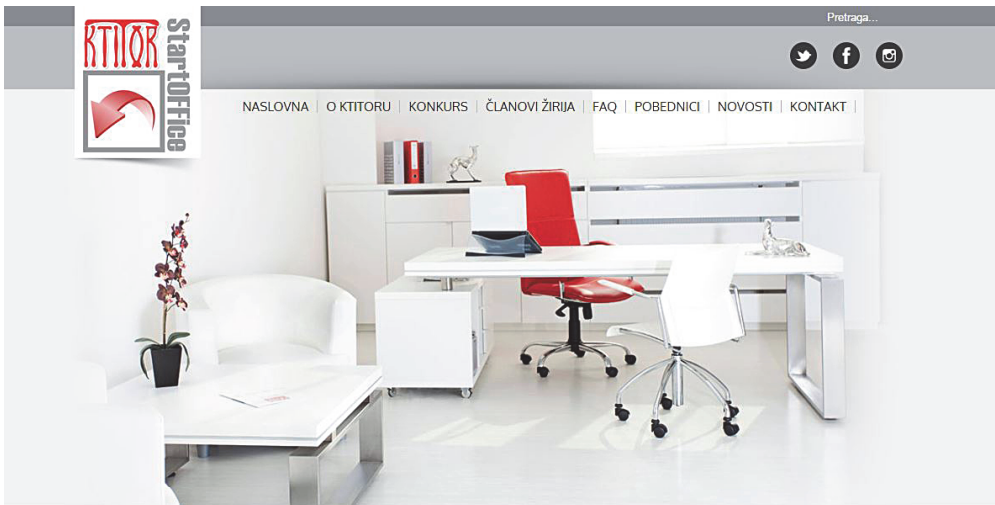 Pretraga...
KTITOR
StartOFFice
NASLOVNA | O KTITORU | KONKURS | ČLANOVI ŽIRIJA | FAQ | POBEDNICI | NOVOSTI | KONTAKT |